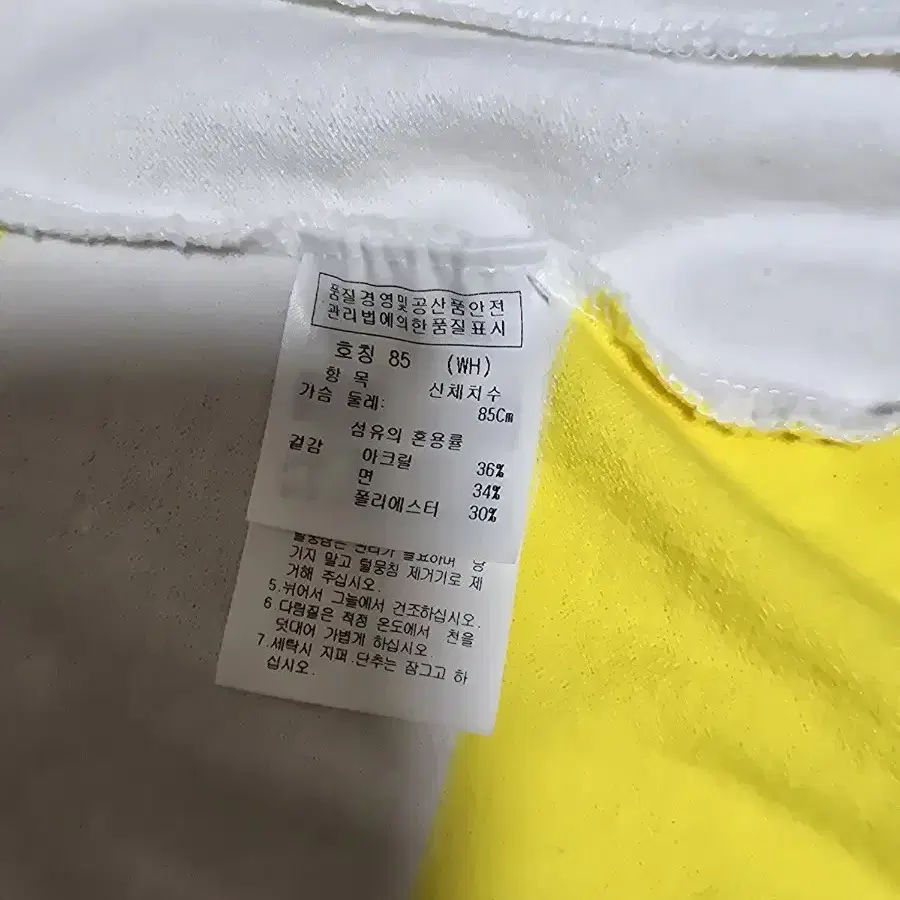 품질경영및공산품안전
관리법에의한품질표시
호칭 85 (WH)
항 목 신체치수
가슴 둘레: 85Cm
섬유의 혼용률
겉감 아크릴 36%
면 34%
폴리에스터 30%
기지 말고 털뭉침 제거기로 제
거해 주십시오.
5.뉘어서 그늘에서 건조하십시오.
6.다림질은 적정 온도에서 천을
덧대어 가볍게 하십시오.
7.세탁시 지퍼.단추는 잠그고 하
십시오.